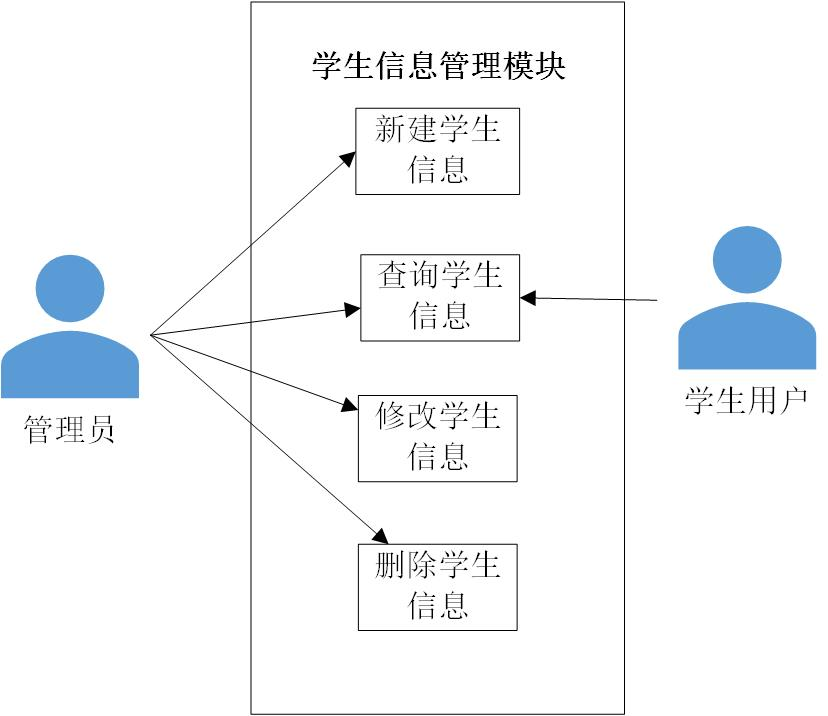 学生信息管理模块
新建学生
信息
查询学生
信息
修改学生
信息
删除学生
信息
管理员
学生用户